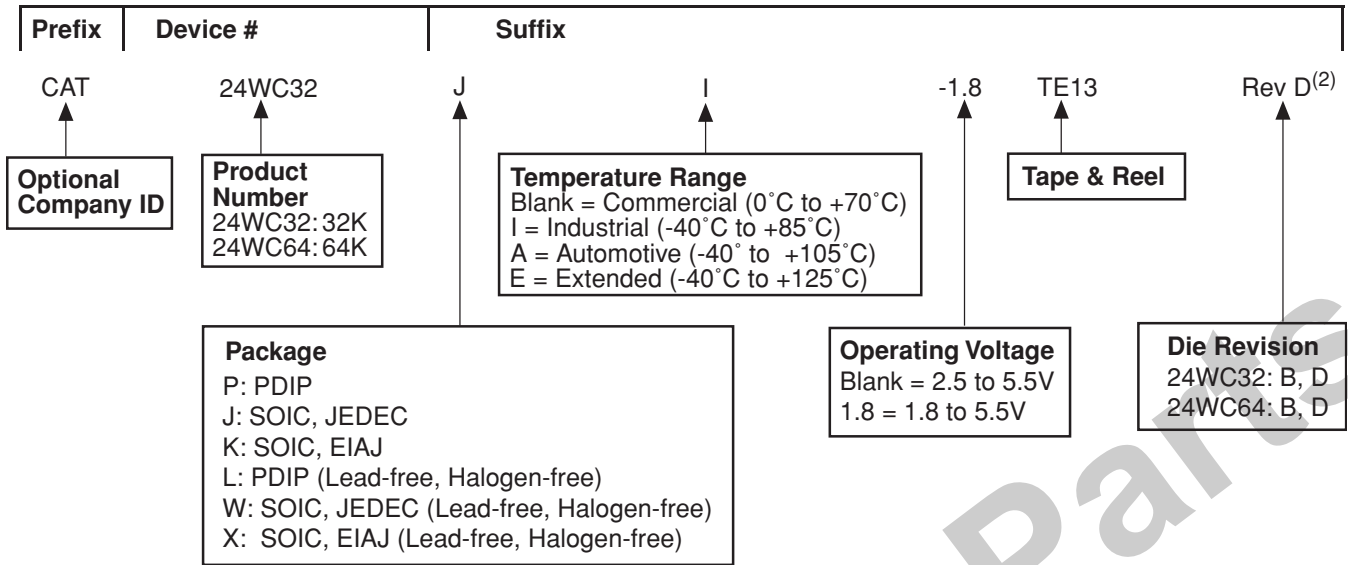 Prefix Device # Suffix
CAT 24WC32 J I -1.8 TE13 Rev D(2)
Optional
Company ID
Product
Number
24WC32: 32K
24WC64: 64K
Temperature Range
Blank = Commercial (0˚C to +70˚C)
I = Industrial (-40˚C to +85˚C)
A = Automotive (-40˚ to +105˚C)
E = Extended (-40˚C to +125˚C)
Tape & Reel
Package
P: PDIP
J: SOIC, JEDEC
K: SOIC, EIAJ
L: PDIP (Lead-free, Halogen-free)
W: SOIC, JEDEC (Lead-free, Halogen-free)
X: SOIC, EIAJ (Lead-free, Halogen-free)
Operating Voltage
Blank = 2.5 to 5.5V
1.8 = 1.8 to 5.5V
Die Revision
24WC32: B, D
24WC64: B, D
Parts